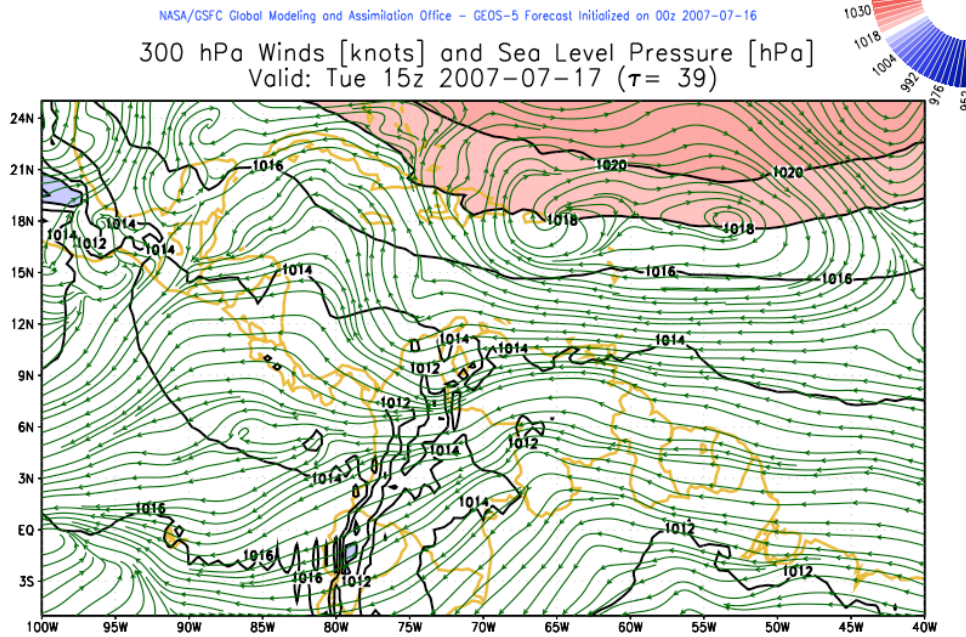 NASA/GSFC Global Modeling and Assimilation Office - GEOS-5 Forecast Initialized on 00z 2007-07-16
300 hPa Winds [knots] and Sea Level Pressure [hPa]
Valid: Tue 15z 2007-07-17 (τ= 39)
1030
1018
1004
992
976
24N
21N
18N
15N
12N
9N
6N
3N
EQ
3S
1016
1020
1020
1018
1018
1014
1014
1012
1014
1016
1016
1014
1014
1014
1014
1012
1012
1012
1014
1014
1014
1016
1012
1016
1016
1012
1012
100W
95W
90W
85W
80W
75W
70W
65W
60W
55W
50W
45W
40W